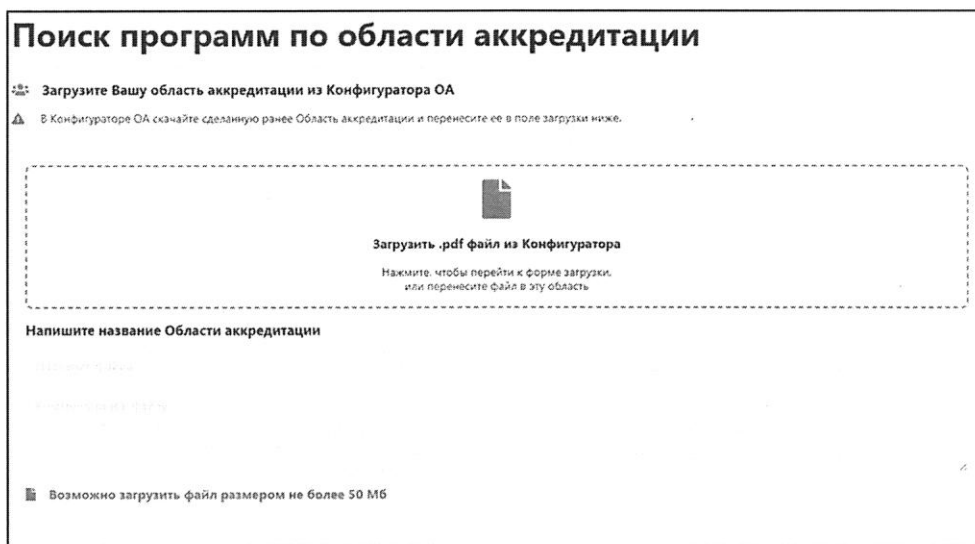 Поиск программ по области аккредитации
Загрузите Вашу область аккредитации из Конфигуратора ОА
В Конфигураторе ОА скачайте сделанную ранее Область аккредитации и перенесите ее в поле загрузки ниже.
Загрузить .pdf файл из Конфигуратора
Нажмите, чтобы перейти к форме загрузки,
или перенесите файл в эту область
Напишите название Области аккредитации
Возможно загрузить файл размером не более 50 Мб